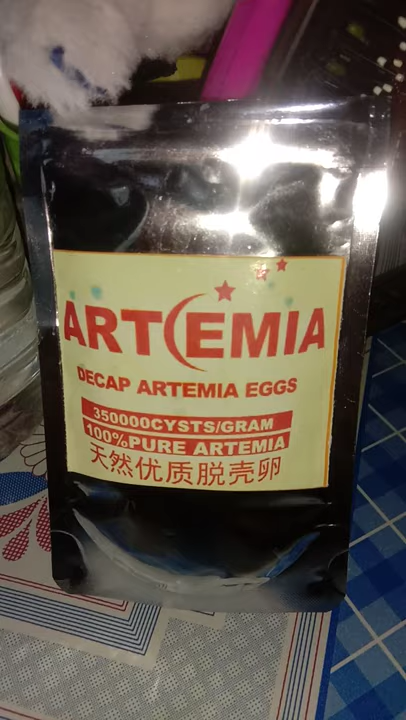 ARTEMIA
DECAP ARTEMIA EGGS
350000CYSTS/GRAM
100%PURE ARTEMIA
天然优质脱壳卵